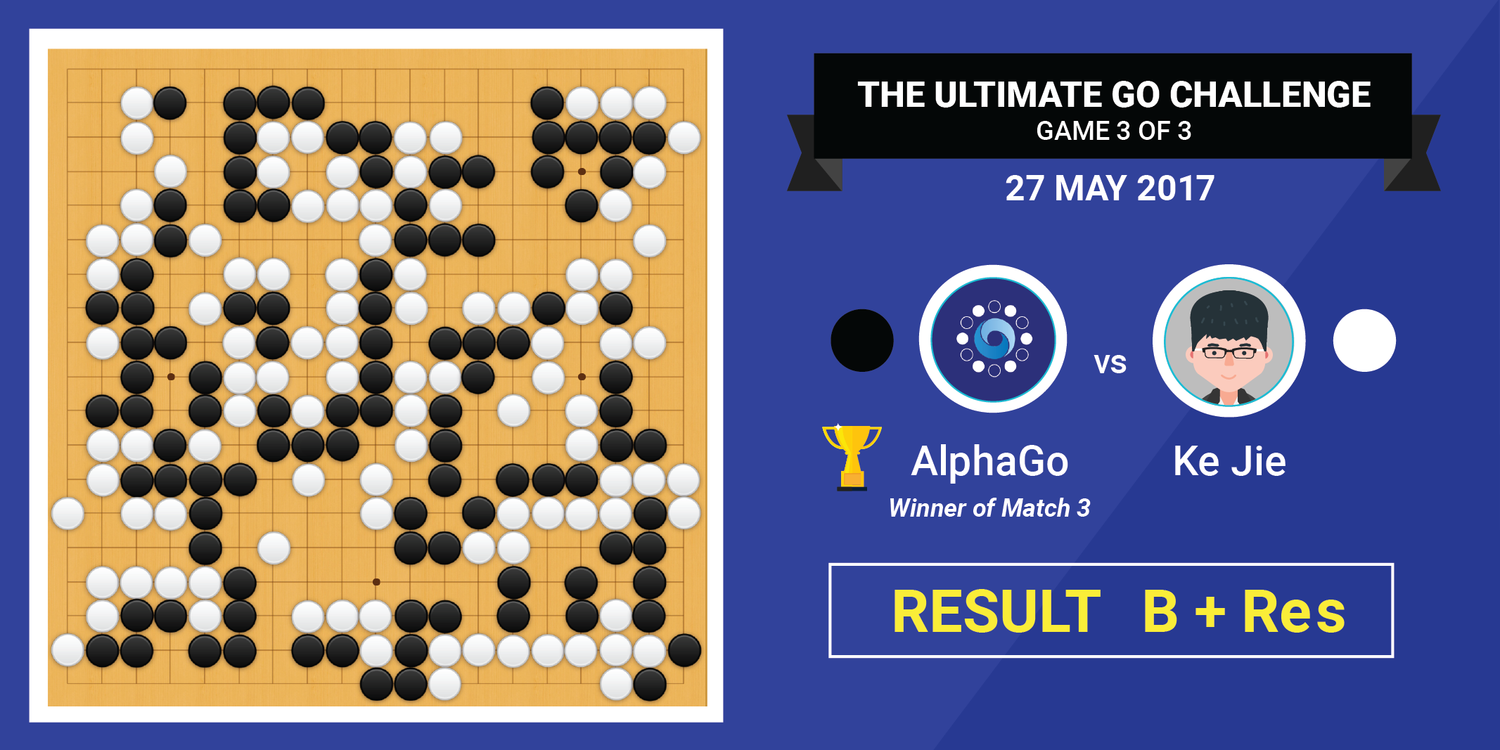 THE ULTIMATE GO CHALLENGE
GAME 3 OF 3
27 MAY 2017
VS
AlphaGo
Ke Jie
Winner of Match 3
RESULT B + Res